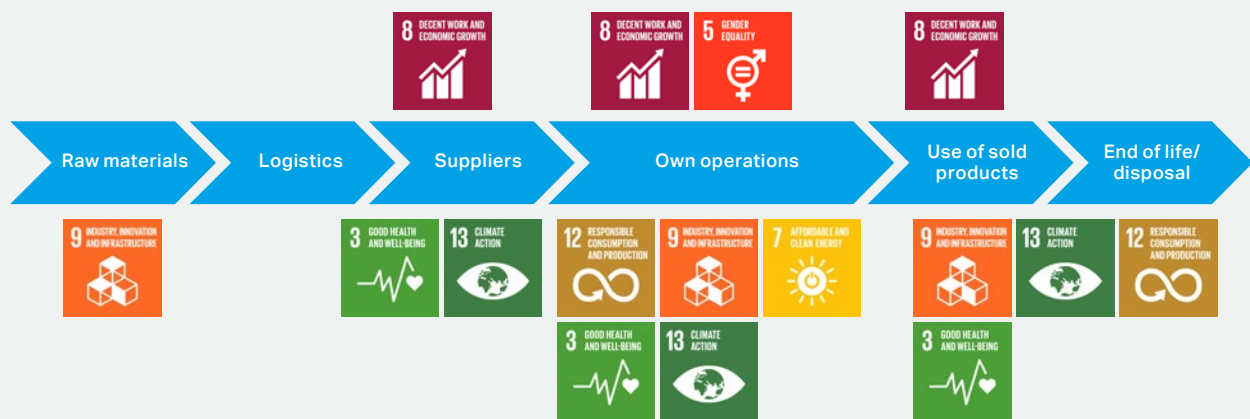 8 DECENT WORK AND
ECONOMIC GROWTH
8 DECENT WORK AND
ECONOMIC GROWTH
5 GENDER
EQUALITY
8 DECENT WORK AND
ECONOMIC GROWTH
Raw materials
Logistics
Suppliers
Own operations
Use of sold
products
End of life/
disposal
9 INDUSTRY, INNOVATION
AND INFRASTRUCTURE
3 GOOD HEALTH
AND WELL-BEING
13 CLIMATE
ACTION
12 RESPONSIBLE
CONSUMPTION
AND PRODUCTION
9 INDUSTRY, INNOVATION
AND INFRASTRUCTURE
7 AFFORDABLE AND
CLEAN ENERGY
9 INDUSTRY, INNOVATION
AND INFRASTRUCTURE
13 CLIMATE
ACTION
12 RESPONSIBLE
CONSUMPTION
AND PRODUCTION
3 GOOD HEALTH
AND WELL-BEING
13 CLIMATE
ACTION
3 GOOD HEALTH
AND WELL-BEING